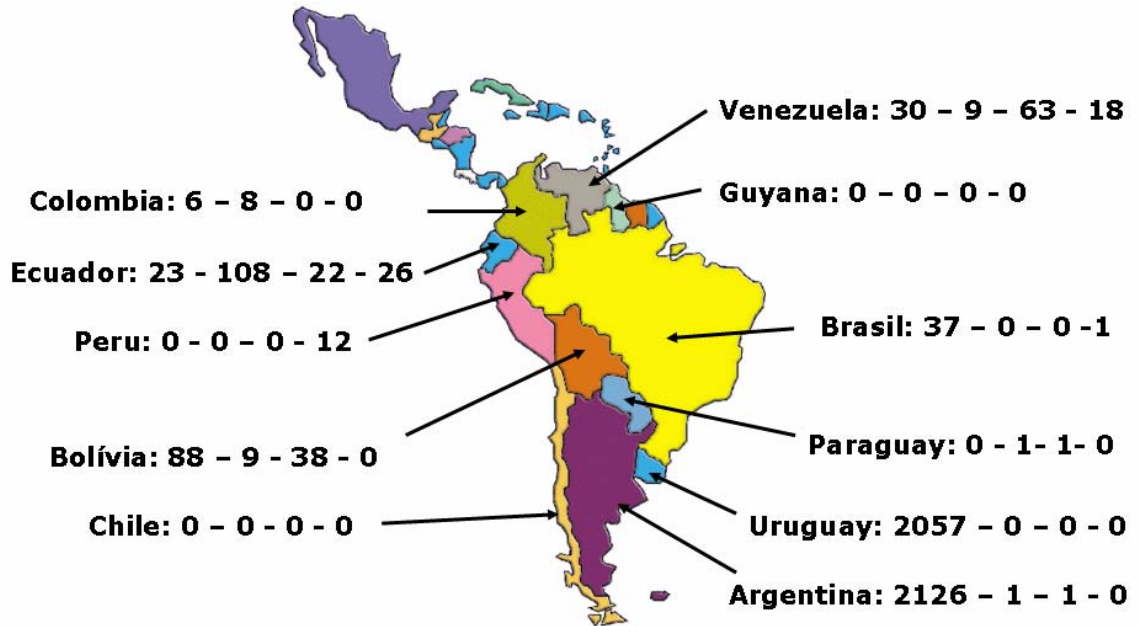 Venezuela: 30 – 9 – 63 - 18
Colombia: 6 – 8 – 0 - 0
Guyana: 0 – 0 – 0 - 0
Ecuador: 23 - 108 – 22 - 26
Peru: 0 - 0 – 0 - 12
Brasil: 37 – 0 – 0 -1
Bolívia: 88 – 9 - 38 - 0
Paraguay: 0 - 1- 1- 0
Chile: 0 – 0 - 0 - 0
Uruguay: 2057 – 0 – 0 - 0
Argentina: 2126 – 1 – 1 - 0